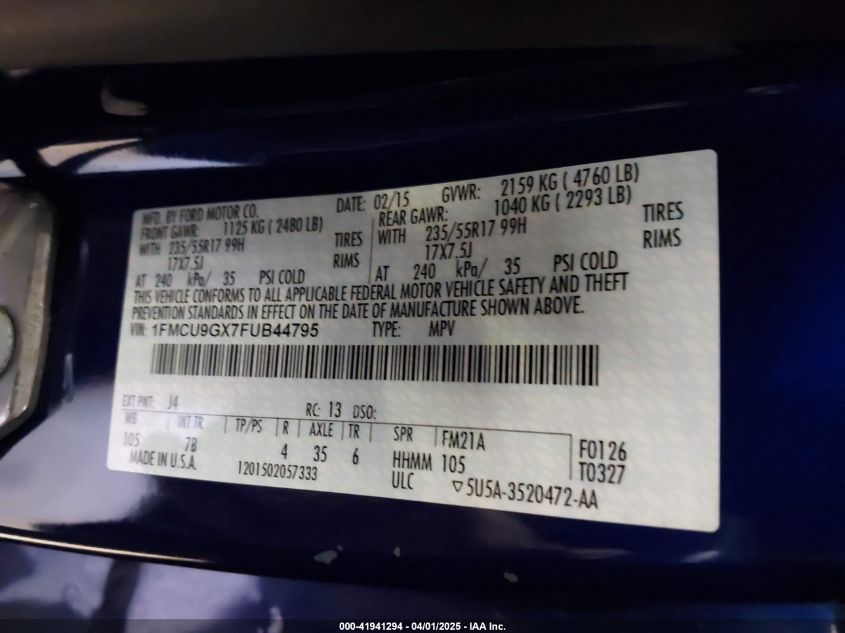 MFD. BY FORD MOTOR CO. DATE: 02/15 GVWR: 2159 KG ( 4760 LB)
FRONT GAWR: 1125 KG ( 2480 LB) REAR GAWR: 1040 KG ( 2293 LB)
WITH 235/55R17 99H TIRES WITH 235/55R17 99H TIRES
17X7.5J RIMS 17X7.5J RIMS
AT 240 kPa/ 35 PSI COLD AT 240 kPa/ 35 PSI COLD
THIS VEHICLE CONFORMS TO ALL APPLICABLE FEDERAL MOTOR VEHICLE SAFETY AND THEFT
PREVENTION STANDARDS IN EFFECT ON THE DATE OF MANUFACTURE SHOWN ABOVE.
VIN: 1FMCU9GX7FUB44795 TYPE: MPV
EXT PNT: J4 RC: 13 DSO:
WB INT TR TP/PS R AXLE TR SPR FM21A F0126
105 7B 4 35 6 HHMM 105 T0327
MADE IN U.S.A. 1201502057333 ULC ▽5U5A-3520472-AA
000-41941294 - 04/01/2025 - IAA Inc.